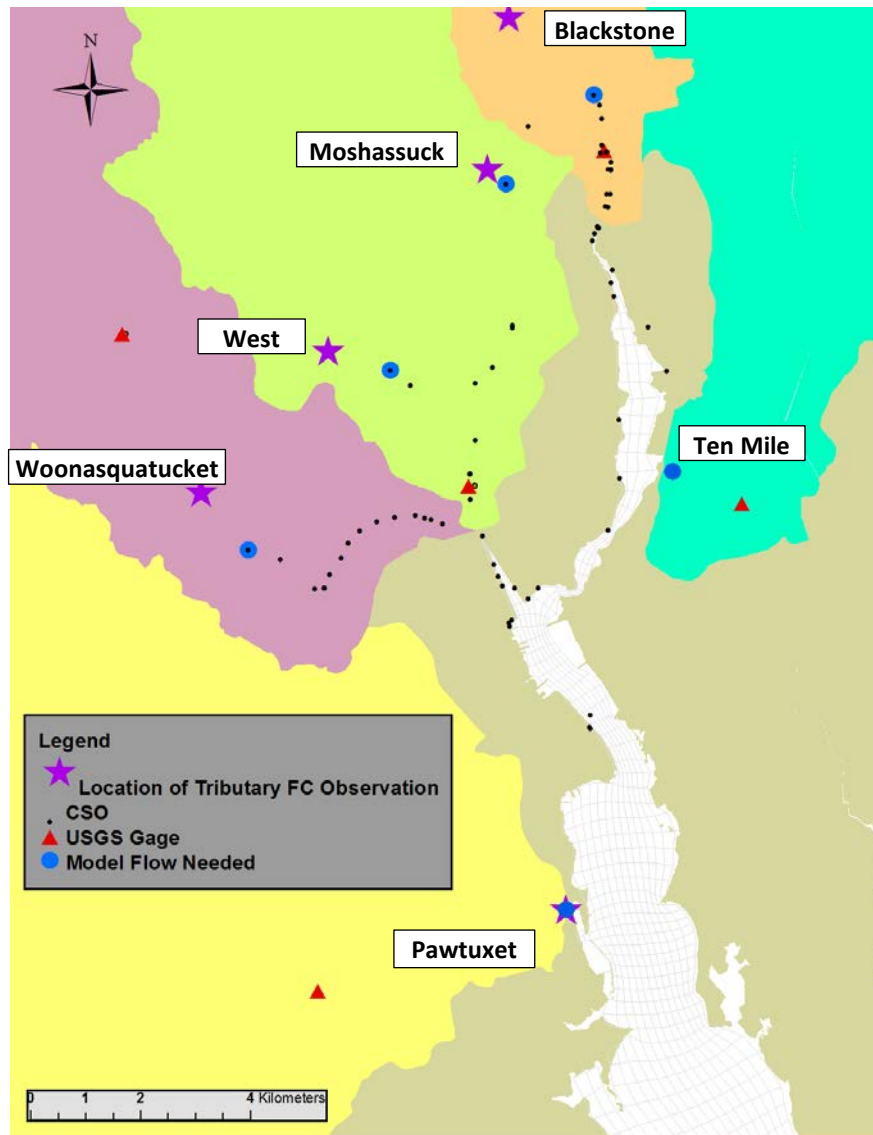 Blackstone
N
Moshassuck
West
Ten Mile
Woonasquatucket
Legend
Location of Tributary FC Observation
CSO
USGS Gage
Model Flow Needed
Pawtuxet
0 1 2 4 Kilometers